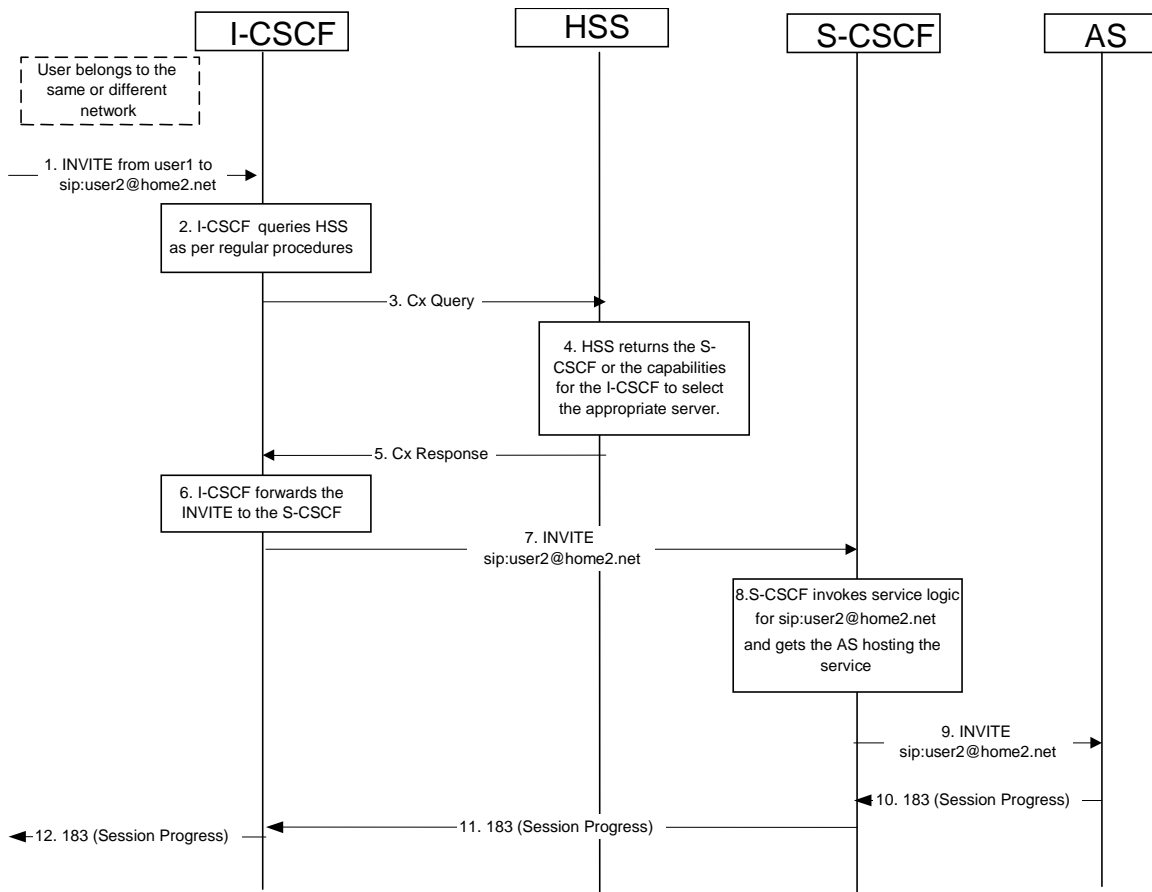 I-CSCF
HSS
S-CSCF
AS
User belongs to the
same or different
network
1. INVITE from user1 to
sip:user2@home2.net
2. I-CSCF queries HSS
as per regular procedures
3. Cx Query
4. HSS returns the S-
CSCF or the capabilities
for the I-CSCF to select
the appropriate server.
5. Cx Response
6. I-CSCF forwards the
INVITE to the S-CSCF
7. INVITE
sip:user2@home2.net
8.S-CSCF invokes service logic
for sip:user2@home2.net
and gets the AS hosting the
service
9. INVITE
sip:user2@home2.net
10. 183 (Session Progress)
11. 183 (Session Progress)
12. 183 (Session Progress)